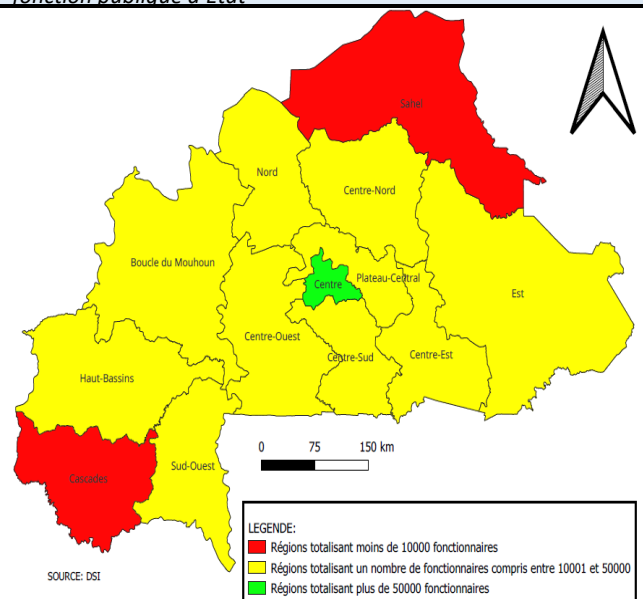 fonction publique d'Etat
Sahel
Nord
Centre-Nord
Boucle du Mouhoun
Plateau-Central
Centre
Est
Centre-Ouest
Centre-Sud
Centre-Est
Haut-Bassins
Sud-Ouest
Cascades
0 75 150 km
LEGENDE:
Régions totalisant moins de 10000 fonctionnaires
Régions totalisant un nombre de fonctionnaires compris entre 10001 et 50000
Régions totalisant plus de 50000 fonctionnaires
SOURCE: DSI